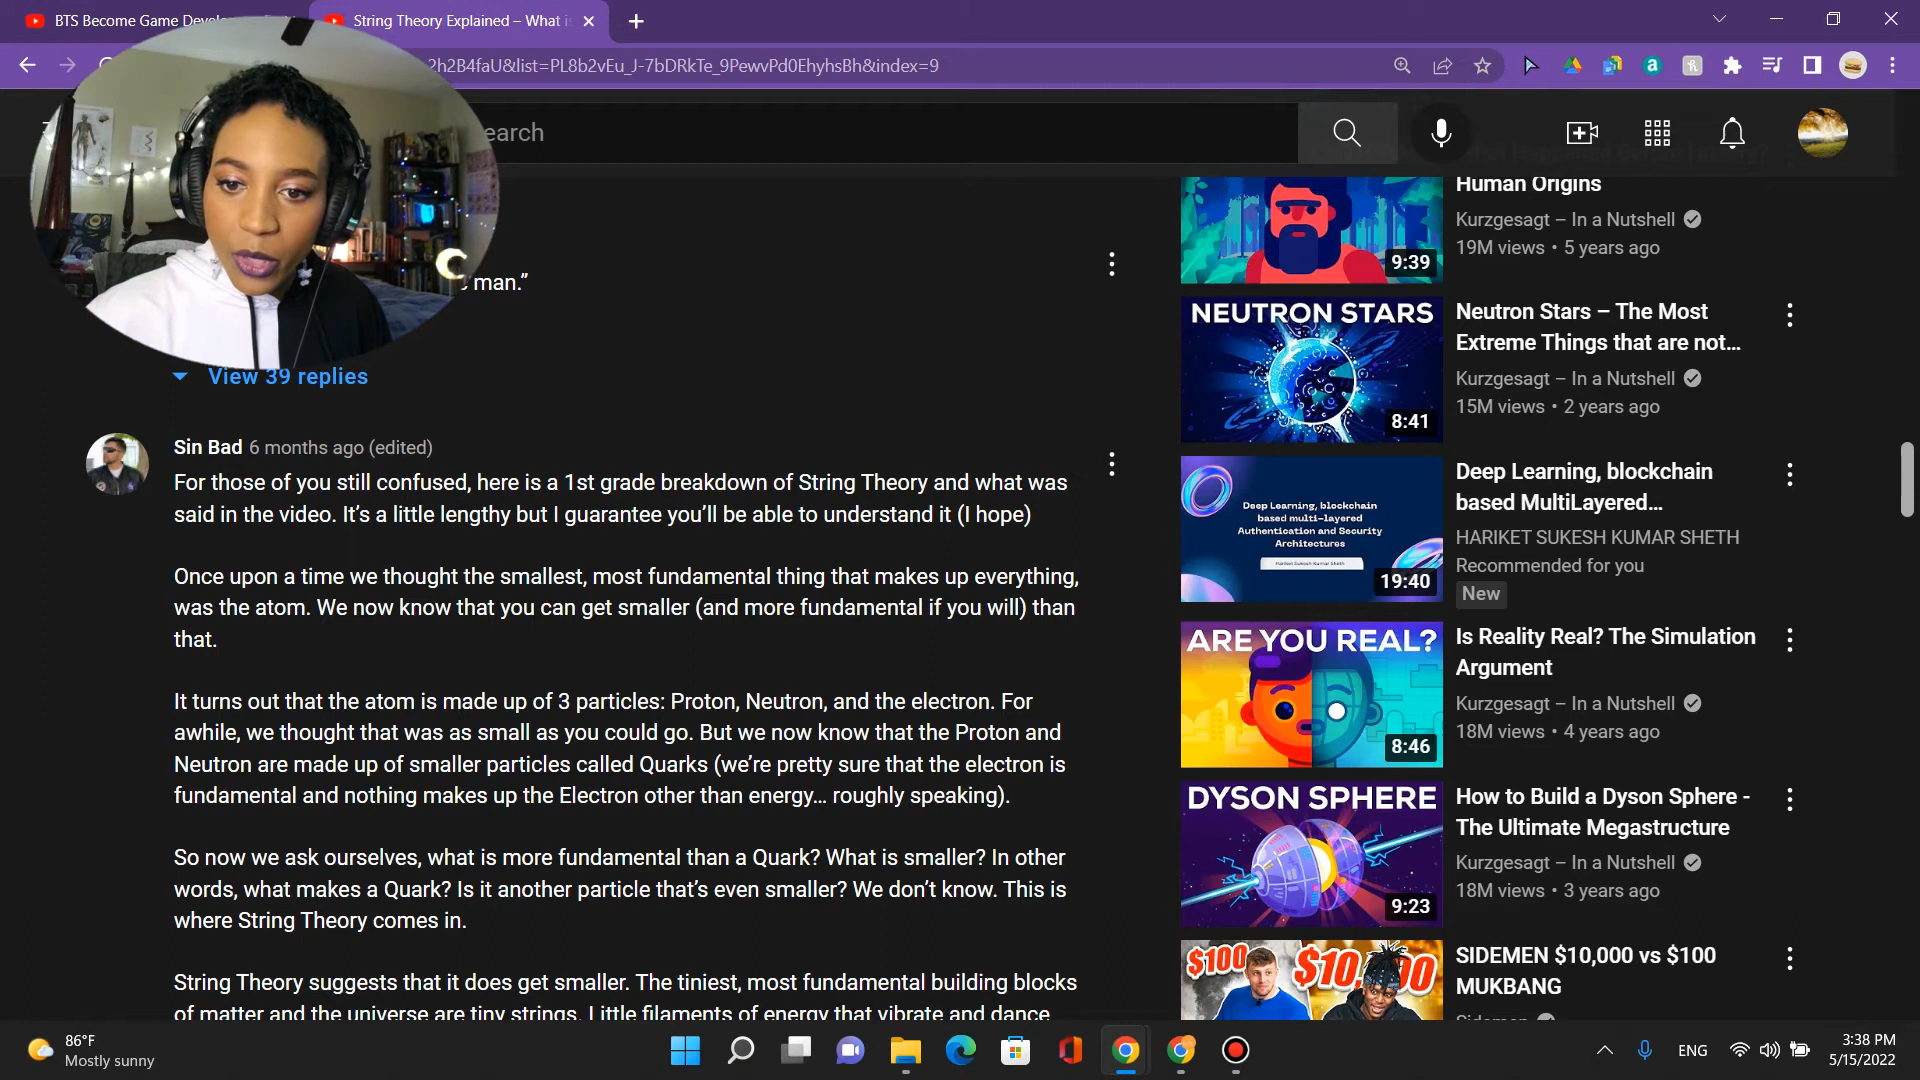 BTS Become Game Develo
String Theory Explained – What is
2h2B4faU&list=PL8b2vEu_J-7bDRkTe_9PewvPd0EhyhsBh&index=9
earch
man.”
View 39 replies
Sin Bad 6 months ago (edited)
For those of you still confused, here is a 1st grade breakdown of String Theory and what was
said in the video. It’s a little lengthy but I guarantee you’ll be able to understand it (I hope)
Once upon a time we thought the smallest, most fundamental thing that makes up everything,
was the atom. We now know that you can get smaller (and more fundamental if you will) than
that.
It turns out that the atom is made up of 3 particles: Proton, Neutron, and the electron. For
awhile, we thought that was as small as you could go. But we now know that the Proton and
Neutron are made up of smaller particles called Quarks (we’re pretty sure that the electron is
fundamental and nothing makes up the Electron other than energy... roughly speaking).
So now we ask ourselves, what is more fundamental than a Quark? What is smaller? In other
words, what makes a Quark? Is it another particle that’s even smaller? We don’t know. This is
where String Theory comes in.
String Theory suggests that it does get smaller. The tiniest, most fundamental building blocks
of matter and the universe are tiny strings. Little filaments of energy that vibrate and dance
Human Origins
Kurzgesagt – In a Nutshell
19M views • 5 years ago
9:39
NEUTRON STARS
8:41
Neutron Stars – The Most
Extreme Things that are not...
Kurzgesagt – In a Nutshell
15M views • 2 years ago
Deep Learning, blockchain
based multi-layered
Authentication and Security
Architectures
Hariket Sukesh Kumar Sheth
19:40
Deep Learning, blockchain
based MultiLayered...
HARIKET SUKESH KUMAR SHETH
Recommended for you
New
ARE YOU REAL?
8:46
Is Reality Real? The Simulation
Argument
Kurzgesagt – In a Nutshell
18M views • 4 years ago
DYSON SPHERE
9:23
How to Build a Dyson Sphere -
The Ultimate Megastructure
Kurzgesagt – In a Nutshell
18M views • 3 years ago
$100
SIDEMEN $10,000 vs $100
MUKBANG
86°F
Mostly sunny
ENG
3:38 PM
5/15/2022